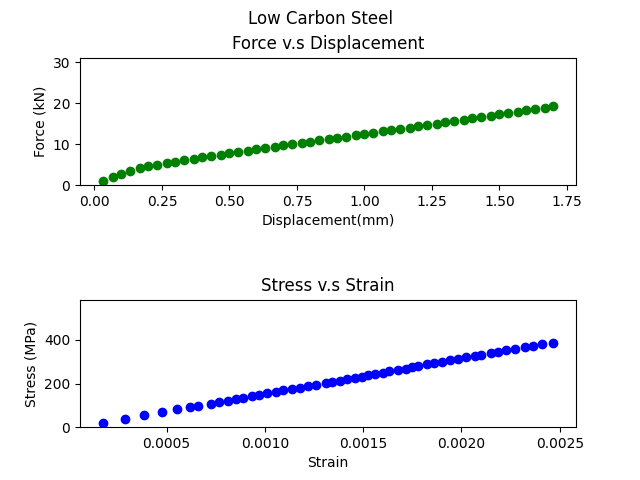 Low Carbon Steel
Force v.s Displacement
30
20
10
0
Force (kN)
0.00 0.25 0.50 0.75 1.00 1.25 1.50 1.75
Displacement(mm)
Stress v.s Strain
400
200
0
Stress (MPa)
0.0005 0.0010 0.0015 0.0020 0.0025
Strain